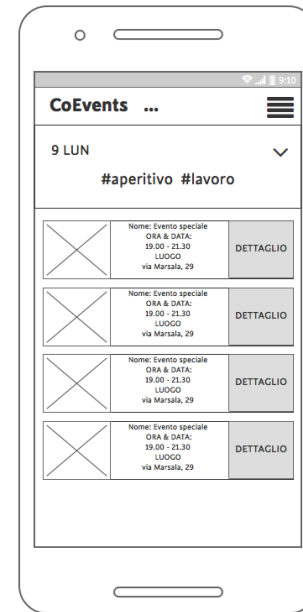 9:10
CoEvents ...
9 LUN
#aperitivo #lavoro
Nome: Evento speciale
ORA & DATA:
19.00 - 21.30
LUOGO
via Marsala, 29
DETTAGLIO
Nome: Evento speciale
ORA & DATA:
19.00 - 21.30
LUOGO
via Marsala, 29
DETTAGLIO
Nome: Evento speciale
ORA & DATA:
19.00 - 21.30
LUOGO
via Marsala, 29
DETTAGLIO
Nome: Evento speciale
ORA & DATA:
19.00 - 21.30
LUOGO
via Marsala, 29
DETTAGLIO